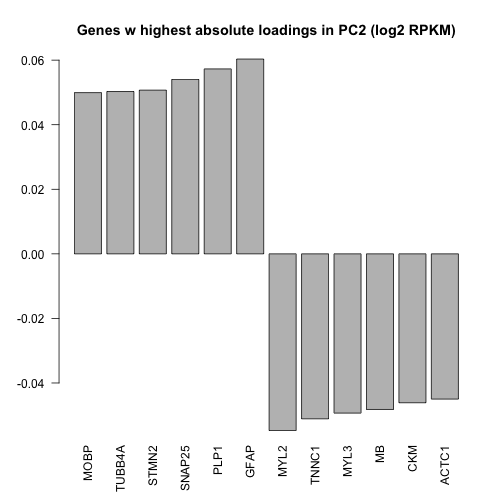 Genes w highest absolute loadings in PC2 (log2 RPKM)
0.06
0.04
0.02
0.00
-0.02
-0.04
MOBP
TUBB4A
STMN2
SNAP25
PLP1
GFAP
MYL2
TNNC1
MYL3
MB
CKM
ACTC1